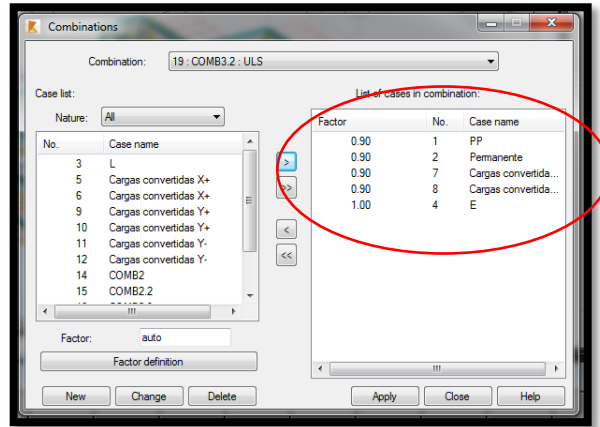 Combinations
Combination: 19 : COMB3.2 : ULS
Case list:
List of cases in combination:
Nature: All
No. Case name
3 L
5 Cargas convertidas X+
6 Cargas convertidas X+
9 Cargas convertidas Y+
10 Cargas convertidas Y+
11 Cargas convertidas Y-
12 Cargas convertidas Y-
14 COMB2
15 COMB2.2
Factor No. Case name
0.90 1 PP
0.90 2 Permanente
0.90 7 Cargas convertida...
0.90 8 Cargas convertida...
1.00 4 E
>
>>
<
<<
Factor: auto
Factor definition
New Change Delete
Apply Close Help